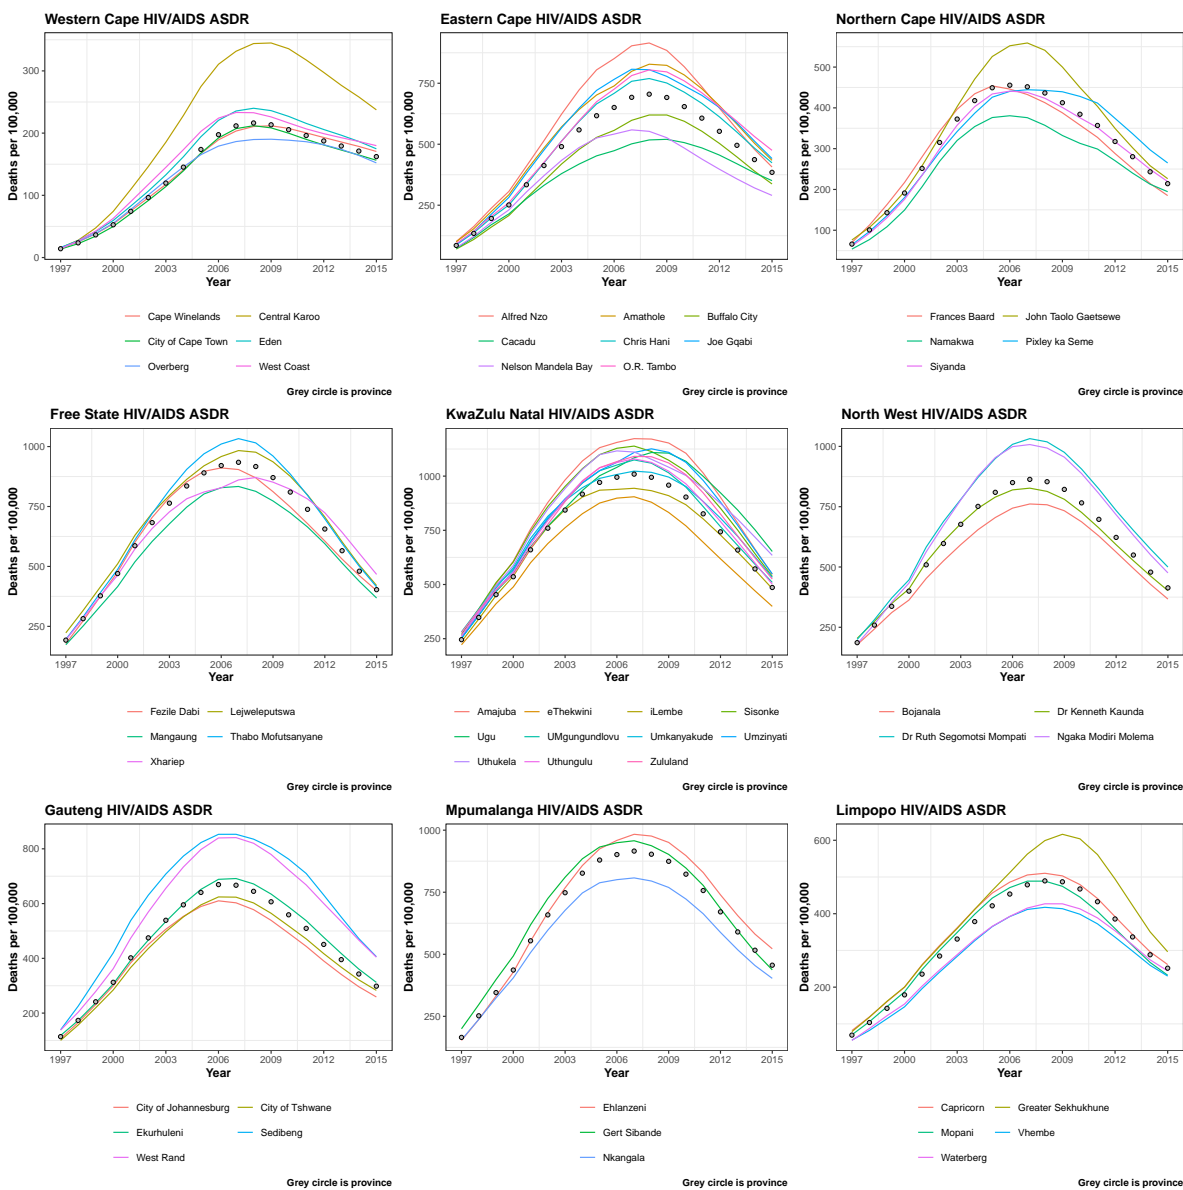 Western Cape HIV/AIDS ASDR
Deaths per 100,000
300
200
100
0
1997 2000 2003 2006 2009 2012 2015
Year
Cape Winelands Central Karoo
City of Cape Town Eden
Overberg West Coast
Grey circle is province
Eastern Cape HIV/AIDS ASDR
Deaths per 100,000
750
500
250
1997 2000 2003 2006 2009 2012 2015
Year
Alfred Nzo Amathole Buffalo City
Cacadu Chris Hani Joe Gqabi
Nelson Mandela Bay O.R. Tambo
Grey circle is province
Northern Cape HIV/AIDS ASDR
Deaths per 100,000
500
400
300
200
100
1997 2000 2003 2006 2009 2012 2015
Year
Frances Baard John Taolo Gaetsewe
Namakwa Pixley ka Seme
Siyanda
Grey circle is province
Free State HIV/AIDS ASDR
Deaths per 100,000
1000
750
500
250
1997 2000 2003 2006 2009 2012 2015
Year
Fezile Dabi Lejweleputswa
Mangaung Thabo Mofutsanyane
Xhariep
Grey circle is province
KwaZulu Natal HIV/AIDS ASDR
Deaths per 100,000
1000
750
500
250
1997 2000 2003 2006 2009 2012 2015
Year
Amajuba eThekwini iLembe Sisonke
Ugu UMgungundlovu Umkanyakude Umzinyati
Uthukela Uthungulu Zululand
Grey circle is province
North West HIV/AIDS ASDR
Deaths per 100,000
1000
750
500
250
1997 2000 2003 2006 2009 2012 2015
Year
Bojanala Dr Kenneth Kaunda
Dr Ruth Segomotsi Mompati Ngaka Modiri Molema
Grey circle is province
Gauteng HIV/AIDS ASDR
Deaths per 100,000
800
600
400
200
1997 2000 2003 2006 2009 2012 2015
Year
City of Johannesburg City of Tshwane
Ekurhuleni Sedibeng
West Rand
Grey circle is province
Mpumalanga HIV/AIDS ASDR
Deaths per 100,000
1000
750
500
250
1997 2000 2003 2006 2009 2012 2015
Year
Ehlanzeni
Gert Sibande
Nkangala
Grey circle is province
Limpopo HIV/AIDS ASDR
Deaths per 100,000
600
400
200
1997 2000 2003 2006 2009 2012 2015
Year
Capricorn Greater Sekhukhune
Mopani Vhembe
Waterberg
Grey circle is province